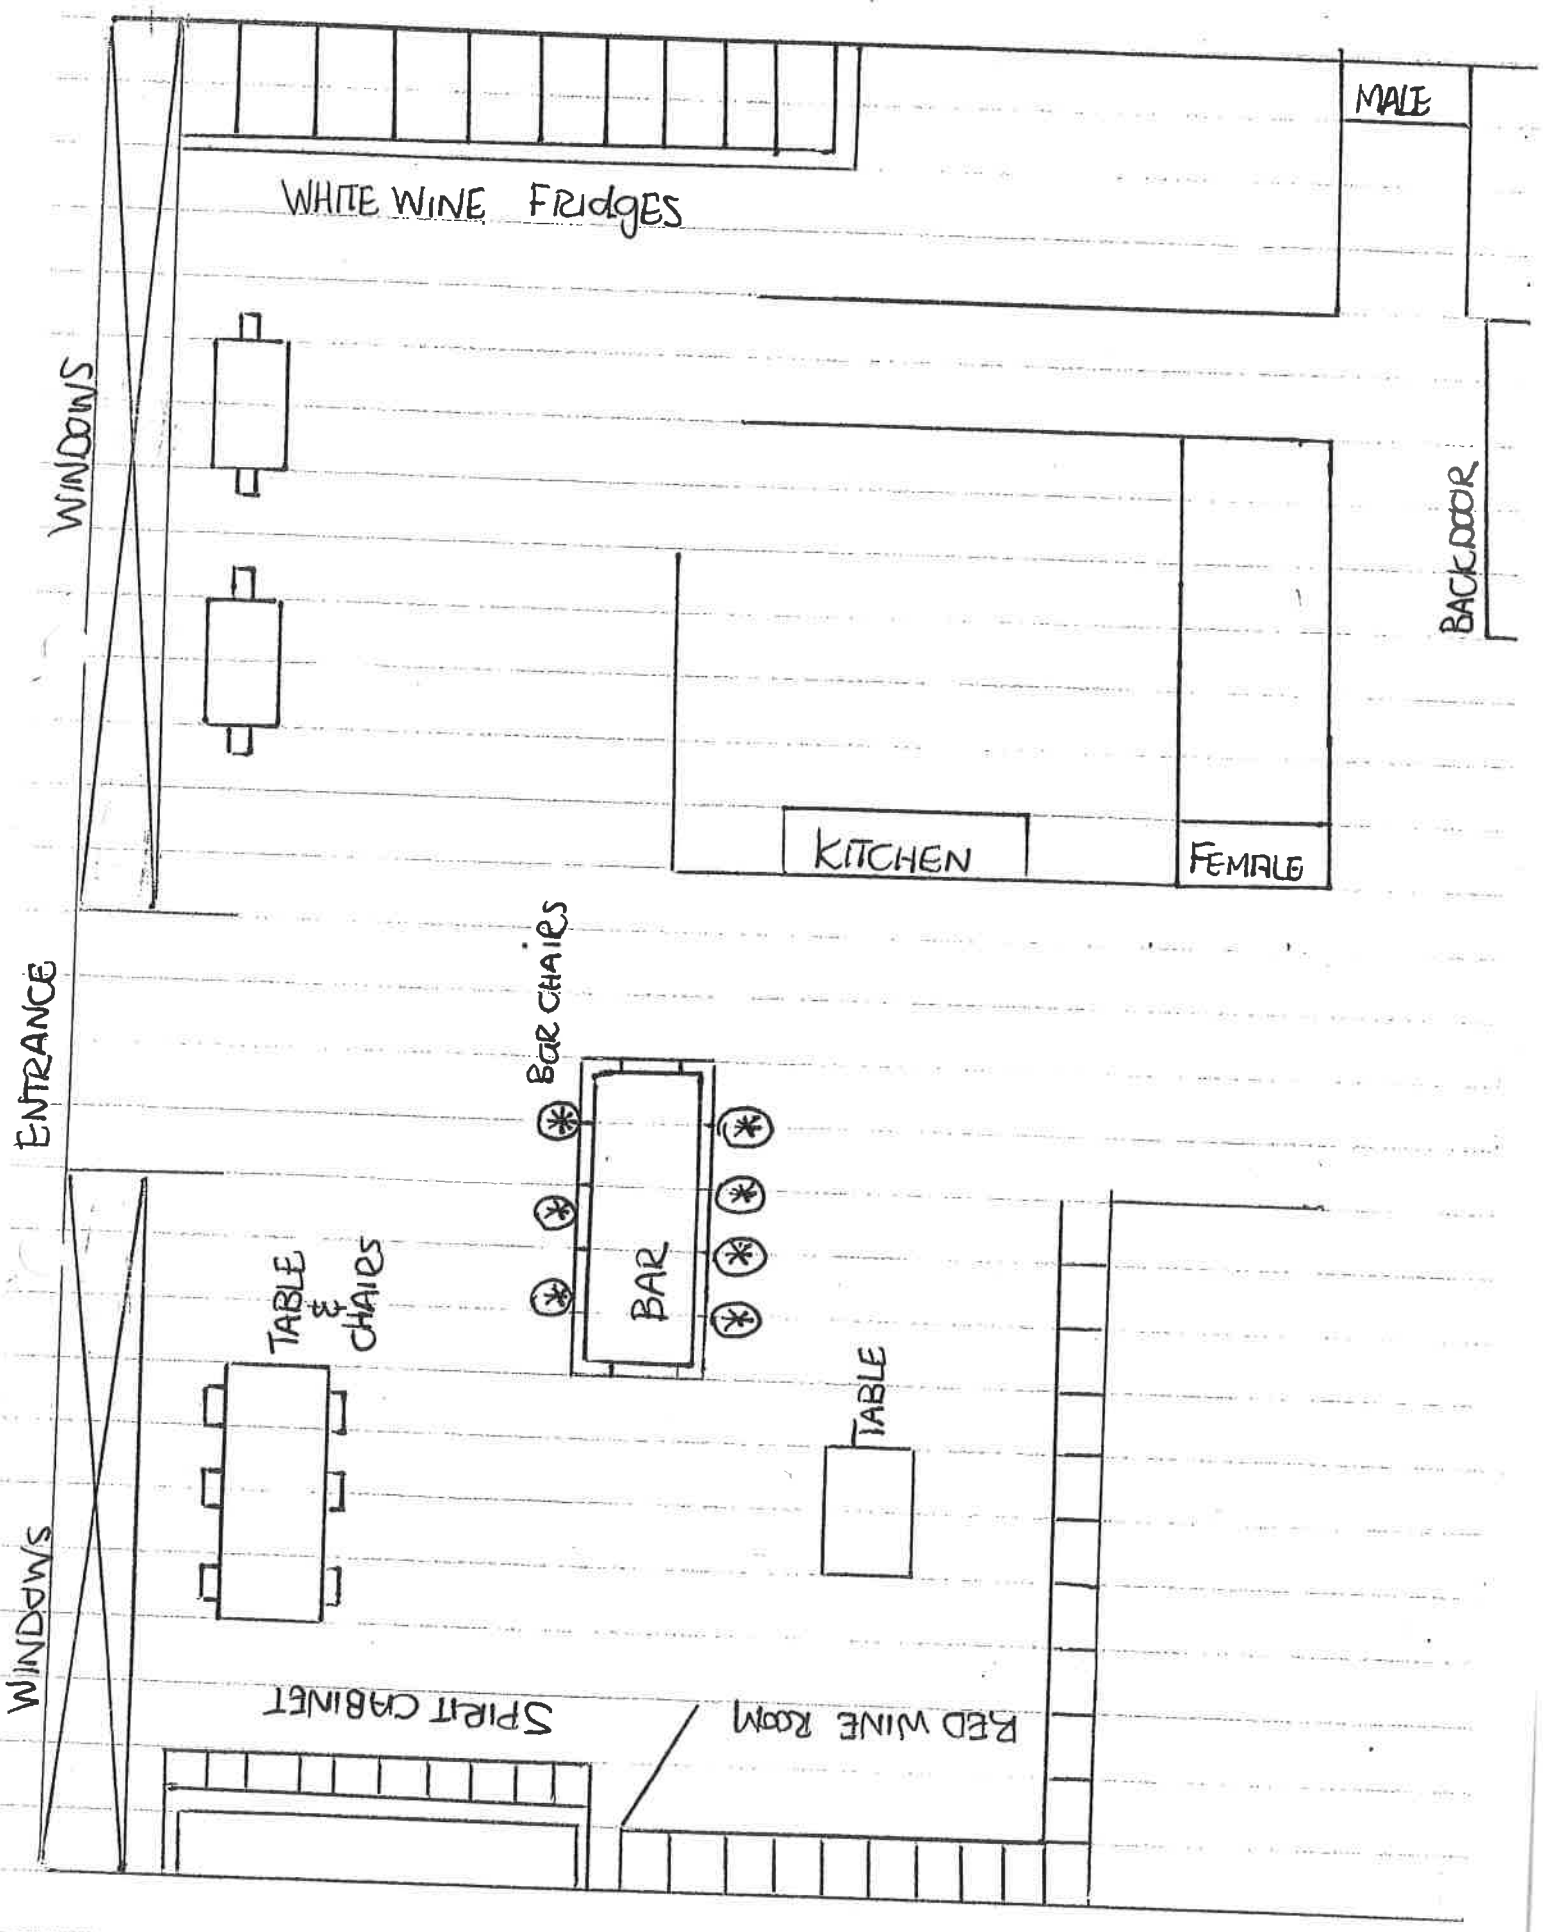 MALE
WHITE WINE FRIdgES
WINDOWS
BACKDOOR
KITCHEN
FEMALE
BaR CHAIRS
ENTRANCE
TABLE
&
CHAIRS
BAR
TABLE
WINDOWS
SPIRIT CABINET
RED WINE ROOM